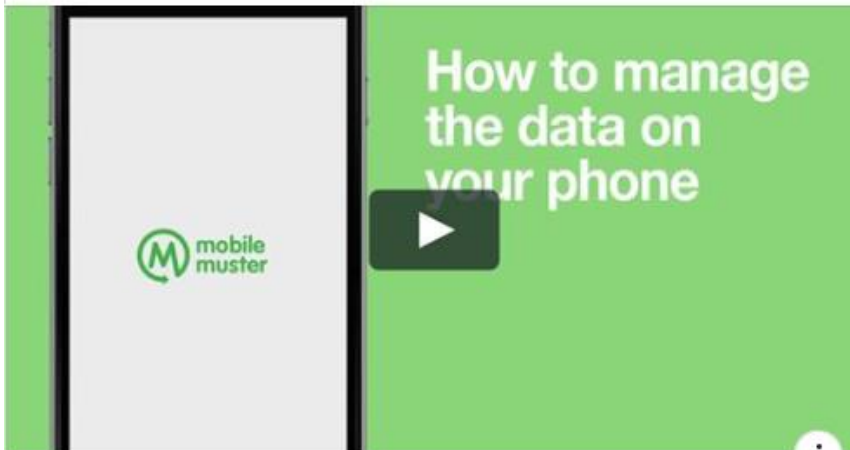 How to manage
the data on
your phone
mobile
muster